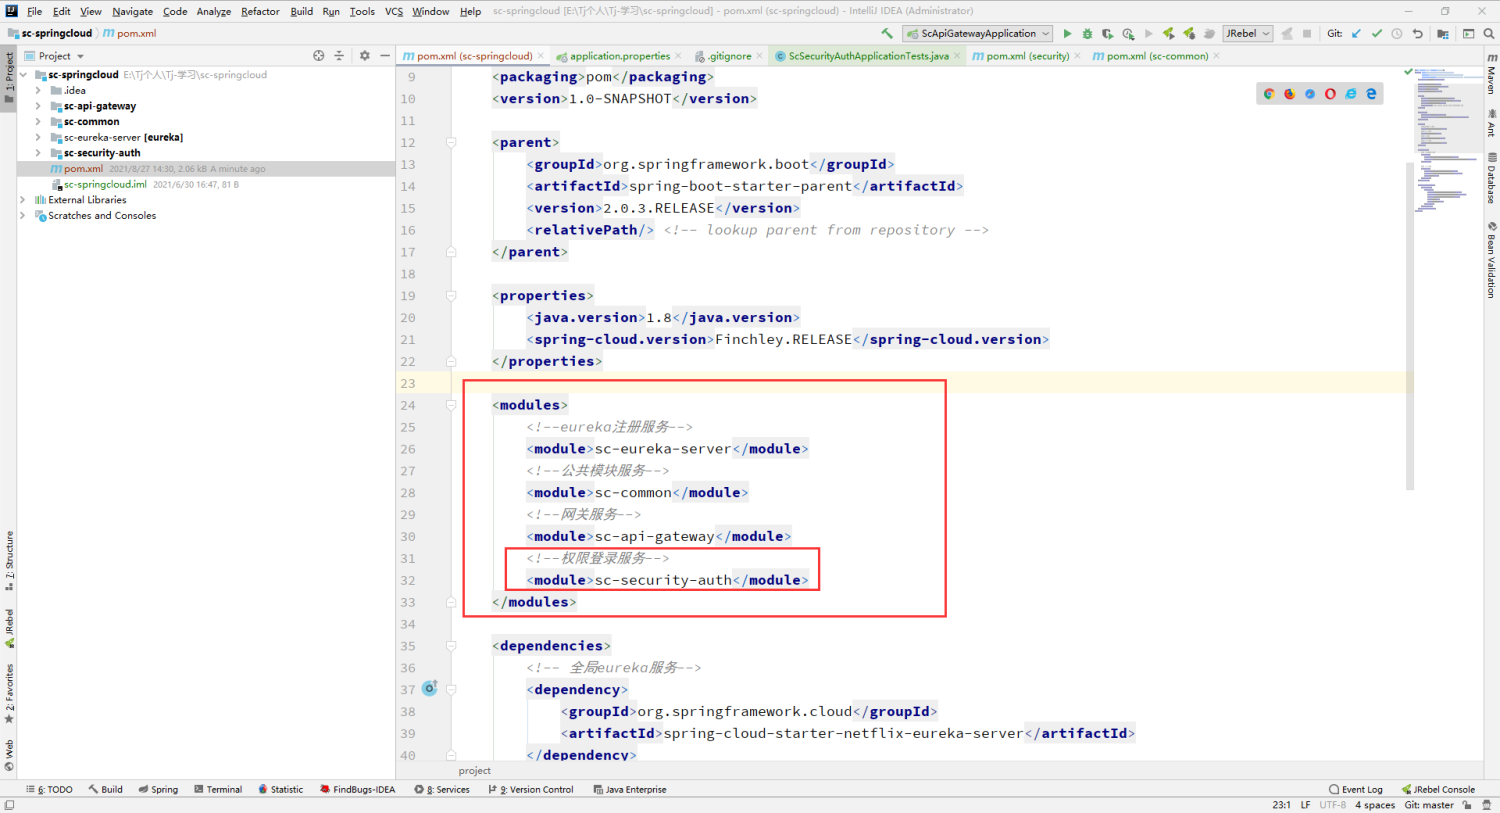 File Edit View Navigate Code Analyze Refactor Build Run Tools VCS Window Help sc-springcloud [E:\Tj个人\Tj-学习\sc-springcloud] - pom.xml (sc-springcloud) - IntelliJ IDEA (Administrator)
sc-springcloud pom.xml ScApiGatewayApplication JRebel Git:
Project pom.xml (sc-springcloud) application.properties .gitignore ScSecurityAuthApplicationTests.java pom.xml (security) pom.xml (sc-common)
sc-springcloud E:\Tj个人\Tj-学习\sc-springcloud
.idea
sc-api-gateway
sc-common
sc-eureka-server [eureka]
sc-security-auth
pom.xml 2021/8/27 14:30, 2.06 kB A minute ago
sc-springcloud.iml 2021/6/30 16:47, 81 B
External Libraries
Scratches and Consoles
1: Project
7: Structure
JRebel
2: Favorites
Web
9 <packaging>pom</packaging>
10 <version>1.0-SNAPSHOT</version>
11
12 <parent>
13 <groupId>org.springframework.boot</groupId>
14 <artifactId>spring-boot-starter-parent</artifactId>
15 <version>2.0.3.RELEASE</version>
16 <relativePath/> <!-- lookup parent from repository -->
17 </parent>
18
19 <properties>
20 <java.version>1.8</java.version>
21 <spring-cloud.version>Finchley.RELEASE</spring-cloud.version>
22 </properties>
23
24 <modules>
25 <!--eureka注册服务-->
26 <module>sc-eureka-server</module>
27 <!--公共模块服务-->
28 <module>sc-common</module>
29 <!--网关服务-->
30 <module>sc-api-gateway</module>
31 <!--权限登录服务-->
32 <module>sc-security-auth</module>
33 </modules>
34
35 <dependencies>
36 <!-- 全局eureka服务-->
37 <dependency>
38 <groupId>org.springframework.cloud</groupId>
39 <artifactId>spring-cloud-starter-netflix-eureka-server</artifactId>
40 </dependency>
project
Maven
Ant
Database
Bean Validation
6: TODO Build Spring Terminal Statistic FindBugs-IDEA 8: Services 9: Version Control Java Enterprise Event Log JRebel Console
23:1 LF UTF-8 4 spaces Git: master